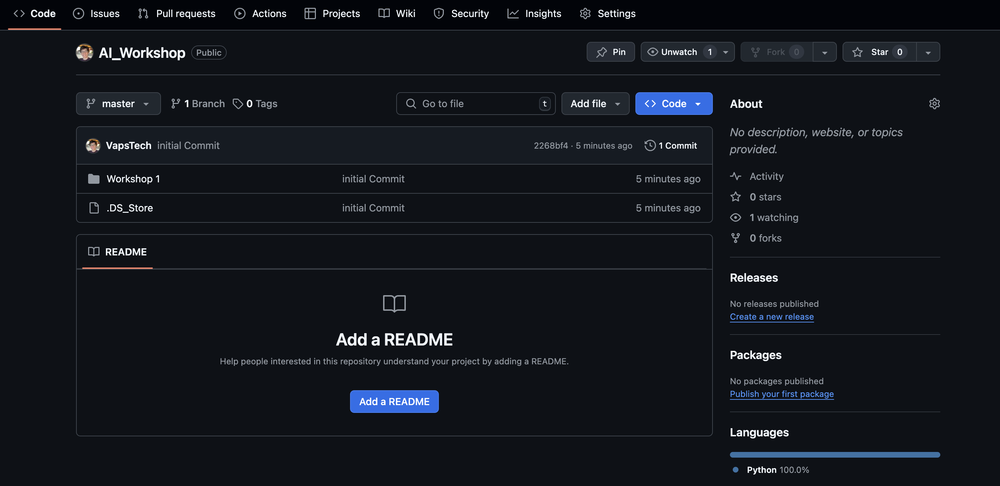 Code Issues Pull requests Actions Projects Wiki Security Insights Settings
AI_Workshop Public
Pin Unwatch 1 Fork 0 Star 0
master 1 Branch 0 Tags Go to file t Add file Code
VapsTech initial Commit 2268bf4 · 5 minutes ago 1 Commit
Workshop 1 initial Commit 5 minutes ago
.DS_Store initial Commit 5 minutes ago
README
Add a README
Help people interested in this repository understand your project by adding a README.
Add a README
About
No description, website, or topics
provided.
Activity
0 stars
1 watching
0 forks
Releases
No releases published
Create a new release
Packages
No packages published
Publish your first package
Languages
Python 100.0%